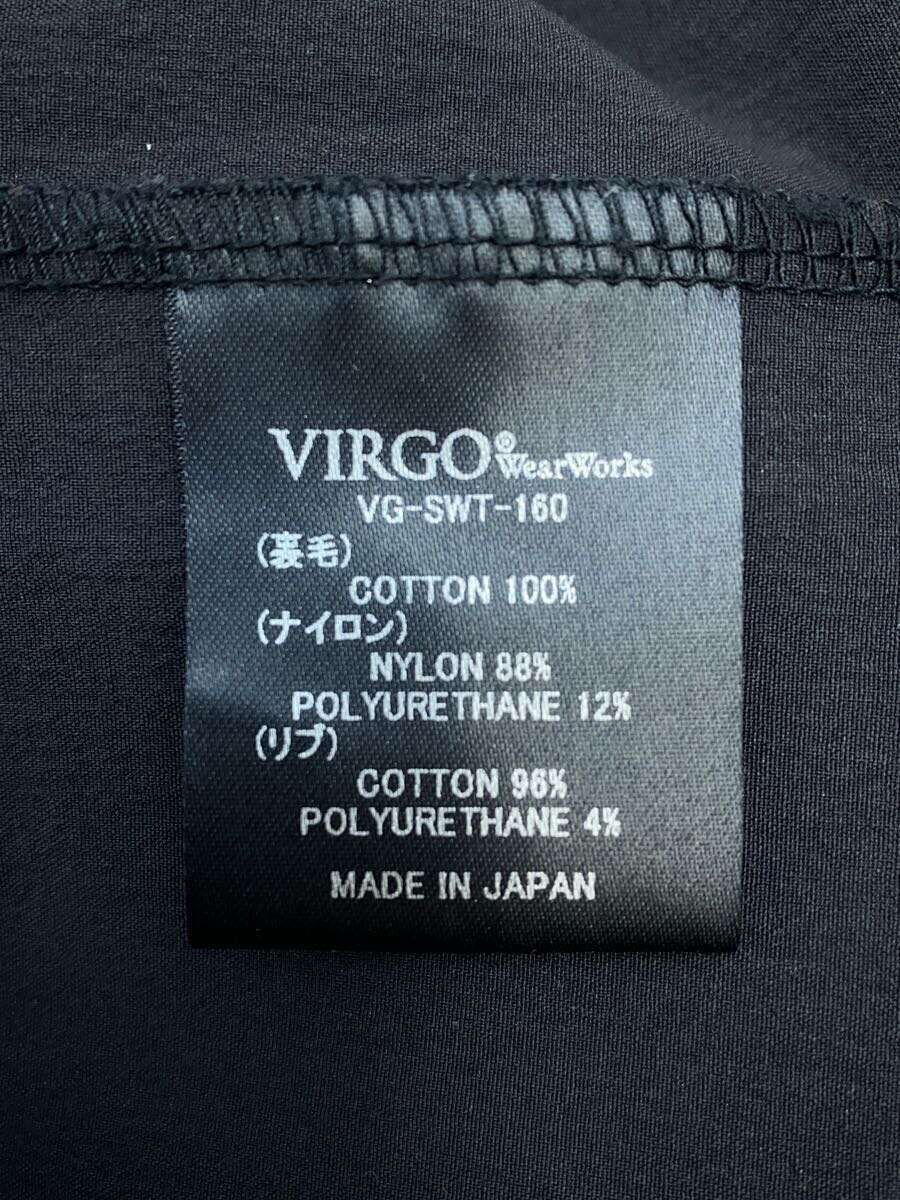 VIRGO® WearWorks
VG-SWT-160
(裏毛)
COTTON 100%
(ナイロン)
NYLON 88%
POLYURETHANE 12%
(リブ)
COTTON 96%
POLYURETHANE 4%
MADE IN JAPAN